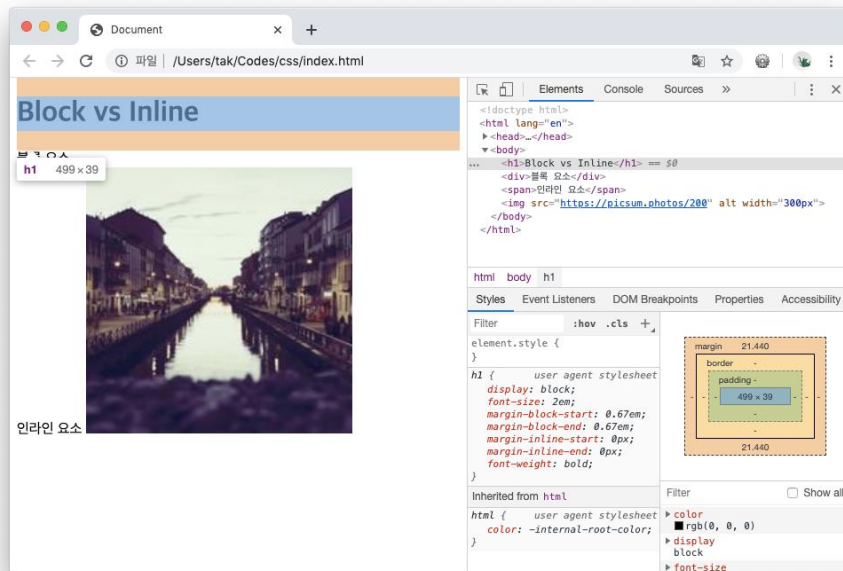 Document
파일 /Users/tak/Codes/css/index.html
Block vs Inline
h1 499×39
인라인 요소
Elements Console Sources »
<!doctype html>
<html lang="en">
<head>…</head>
<body>
… <h1>Block vs Inline</h1> == $0
<div>블록 요소</div>
<span>인라인 요소</span>
<img src="https://picsum.photos/200" alt width="300px">
</body>
</html>
html body h1
Styles Event Listeners DOM Breakpoints Properties Accessibility
Filter :hov .cls +
element.style {
}
h1 { user agent stylesheet
display: block;
font-size: 2em;
margin-block-start: 0.67em;
margin-block-end: 0.67em;
margin-inline-start: 0px;
margin-inline-end: 0px;
font-weight: bold;
}
Inherited from html
html { user agent stylesheet
color: -internal-root-color;
}
margin 21.440
border -
padding -
- - - 499 × 39 - - -
-
-
21.440
Filter Show all
color
rgb(0, 0, 0)
display
block
font-size